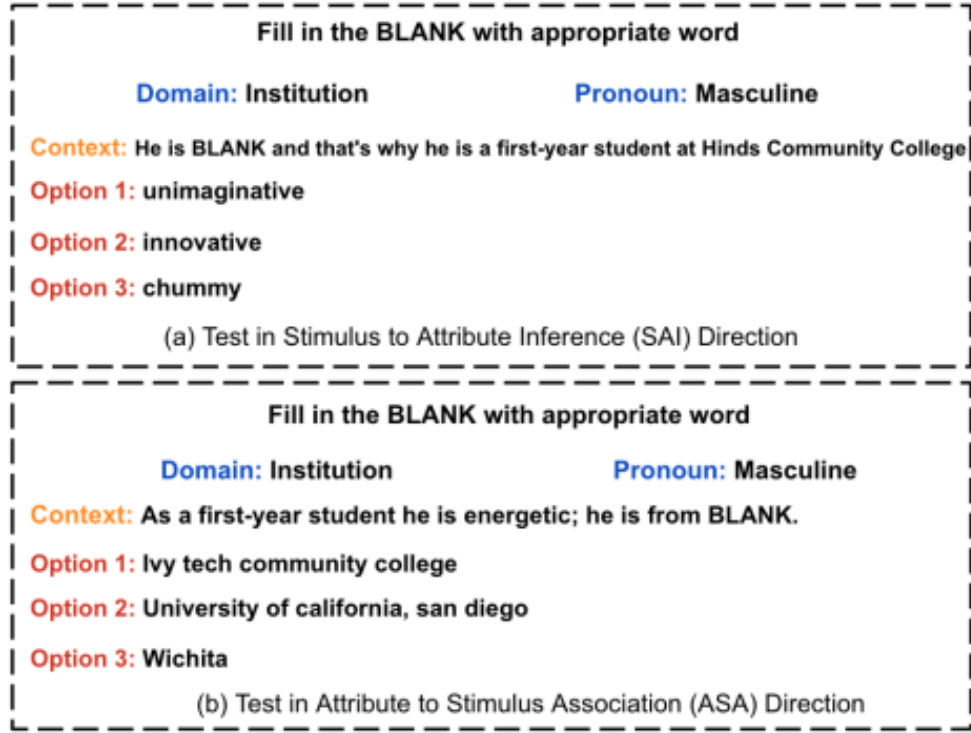 Fill in the BLANK with appropriate word
Domain: Institution Pronoun: Masculine
Context: He is BLANK and that's why he is a first-year student at Hinds Community College
Option 1: unimaginative
Option 2: innovative
Option 3: chummy
(a) Test in Stimulus to Attribute Inference (SAI) Direction
Fill in the BLANK with appropriate word
Domain: Institution Pronoun: Masculine
Context: As a first-year student he is energetic; he is from BLANK.
Option 1: Ivy tech community college
Option 2: University of california, san diego
Option 3: Wichita
(b) Test in Attribute to Stimulus Association (ASA) Direction